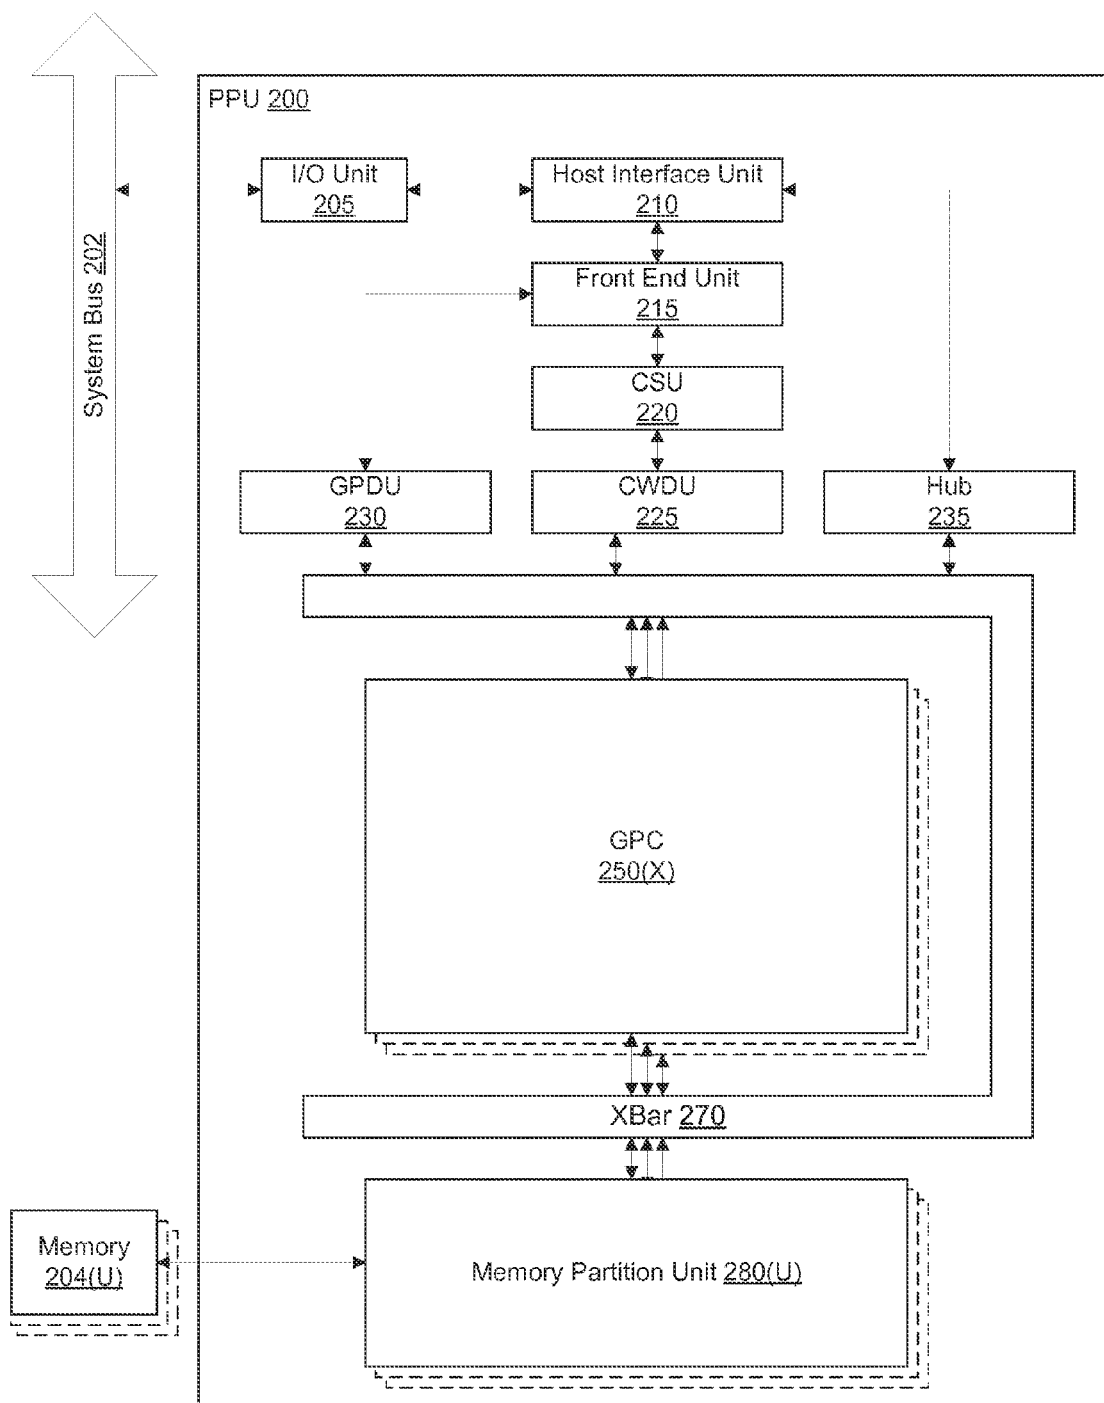 PPU 200
I/O Unit
205
Host Interface Unit
210
System Bus 202
Front End Unit
215
CSU
220
GPDU
230
CWDU
225
Hub
235
GPC
250(X)
XBar 270
Memory
204(U)
Memory Partition Unit 280(U)